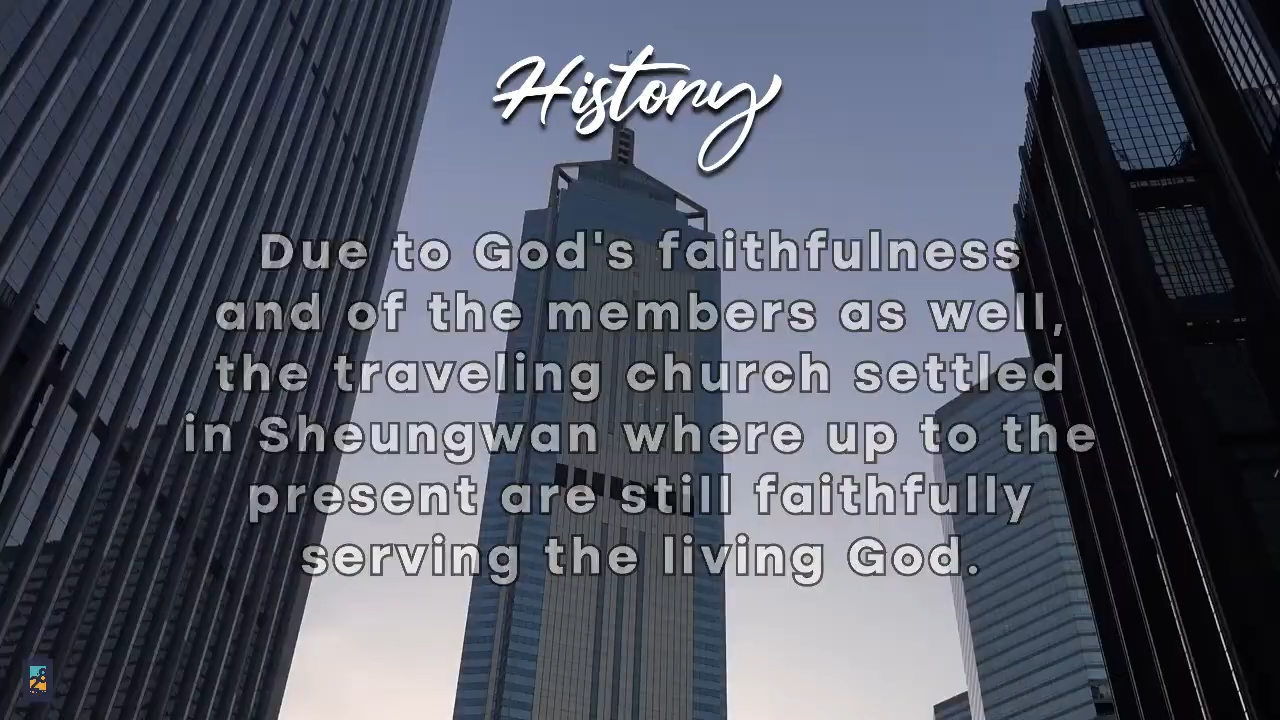 History
Due to God's faithfulness
and of the members as well,
the traveling church settled
in Sheungwan where up to the
present are still faithfully
serving the living God.